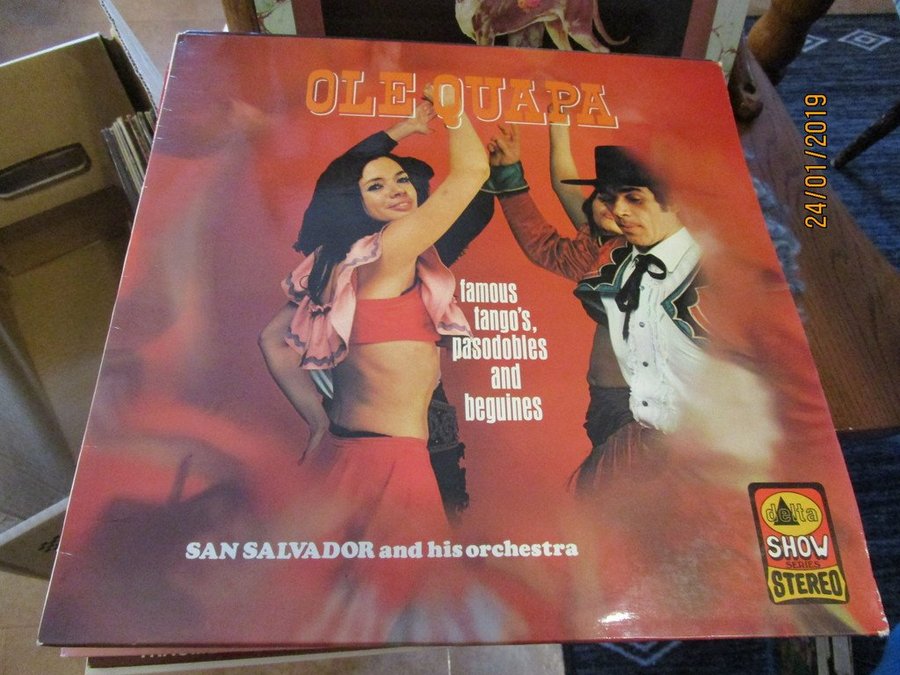 OLE QUAPA
famous
tango's,
pasodobles
and
beguines
SAN SALVADOR and his orchestra
delta
SHOW
SERIES
STEREO
24/01/2019